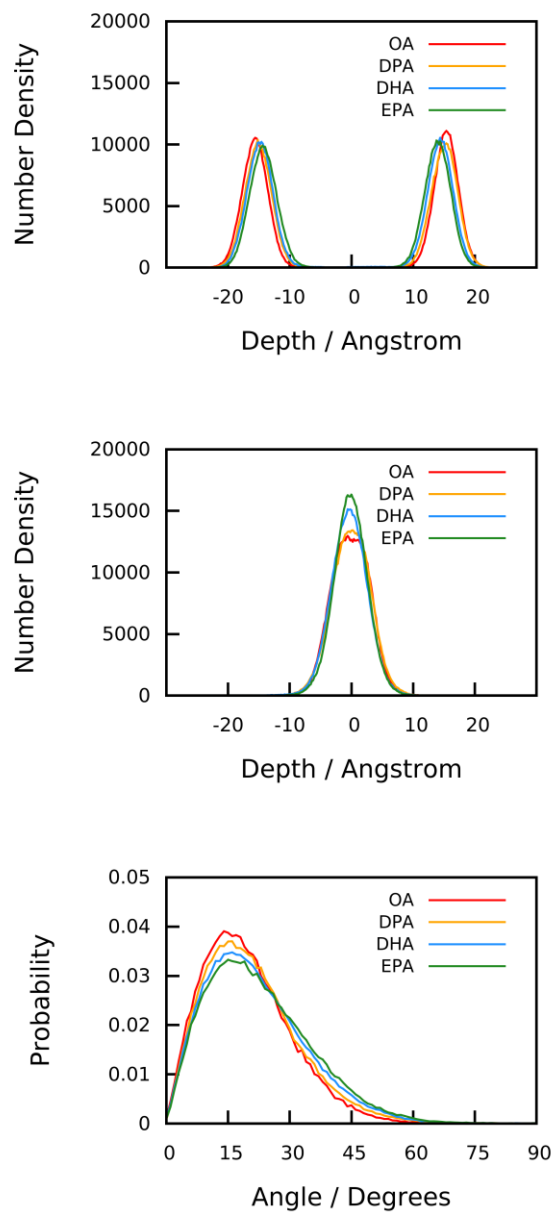 20000
15000
10000
5000
0
Number Density
OA
DPA
DHA
EPA
-20 -10 0 10 20
Depth / Angstrom
20000
15000
10000
5000
0
Number Density
OA
DPA
DHA
EPA
-20 -10 0 10 20
Depth / Angstrom
0.05
0.04
0.03
0.02
0.01
0
Probability
OA
DPA
DHA
EPA
0 15 30 45 60 75 90
Angle / Degrees